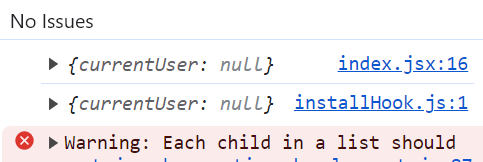 No Issues
{currentUser: null} index.jsx:16
{currentUser: null} installHook.js:1
Warning: Each child in a list should